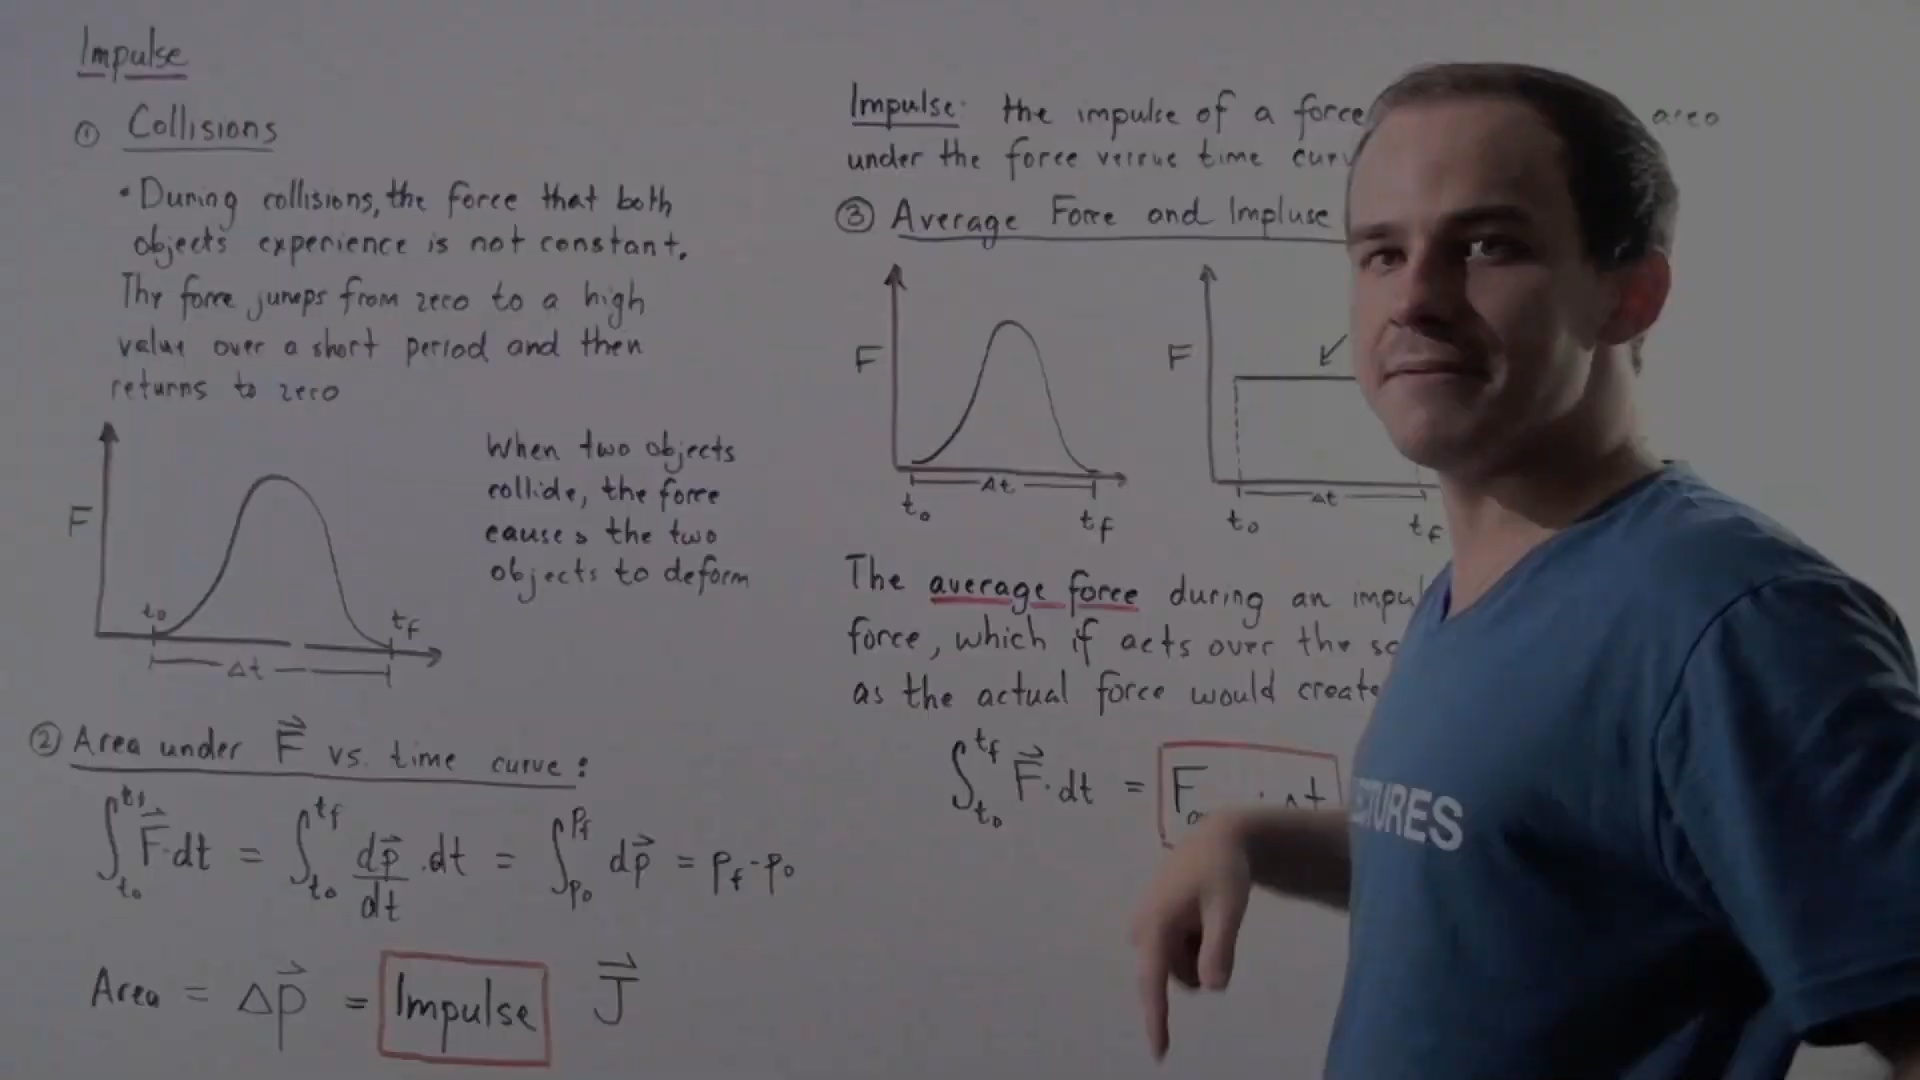 Impulse
① Collisions
• During collisions, the force that both
objects experience is not constant.
The force jumps from zero to a high
value over a short period and then
returns to zero
F
t₀
t_f
Δt
When two objects
collide, the force
causes the two
objects to deform
② Area under F⃗ vs. time curve:
∫_{t₀}^{t_f} F⃗·dt = ∫_{t₀}^{t_f} dp⃗/dt ·dt = ∫_{p₀}^{p_f} dp⃗ = p_f - p₀
Area = Δp⃗ = Impulse J⃗
Impulse: the impulse of a force area
under the force versue time
③ Average Force and Impluse
F
Δt
t₀
t_f
F
Δt
t₀
t_f
The average force during an
force, which if acts over the
as the actual force would create
∫_{t₀}^{t_f} F⃗·dt = F
CTURES